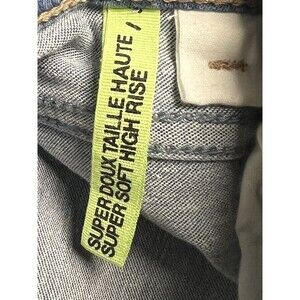 SUPER DOUX TAILLE HAUTE /
SUPER SOFT HIGH RISE